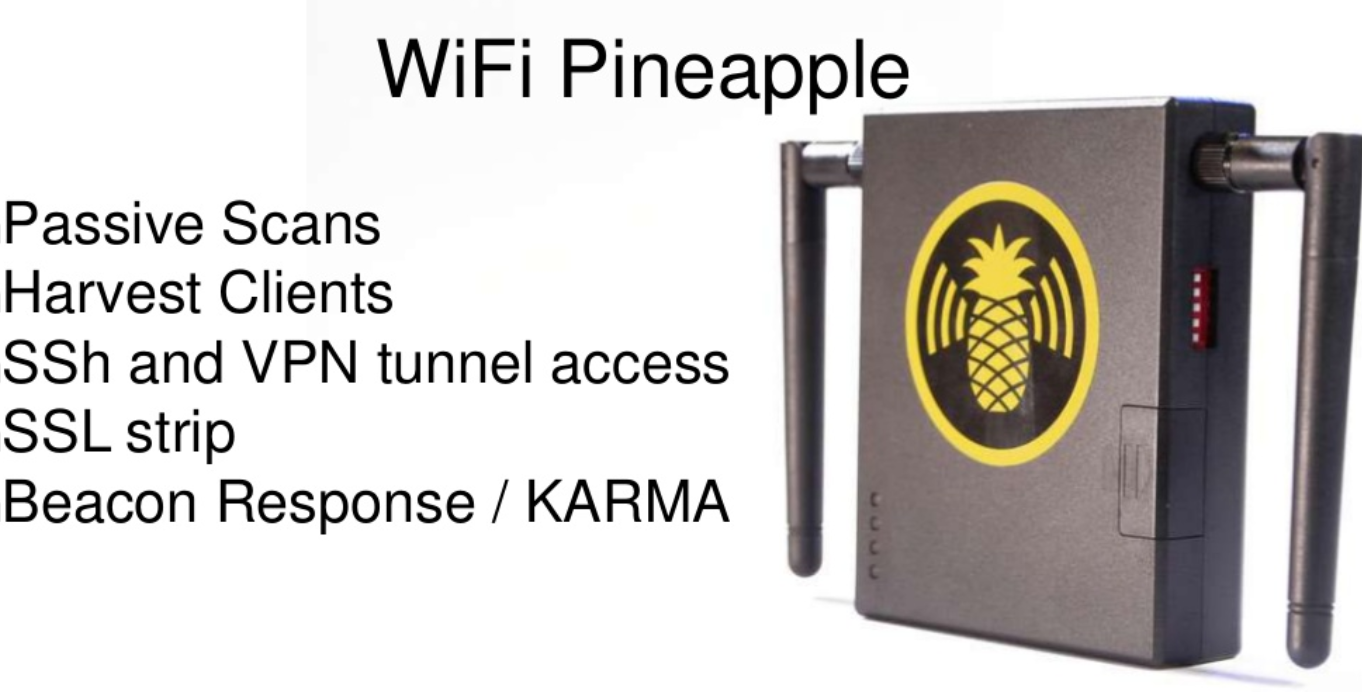 WiFi Pineapple
Passive Scans
Harvest Clients
SSh and VPN tunnel access
SSL strip
Beacon Response / KARMA